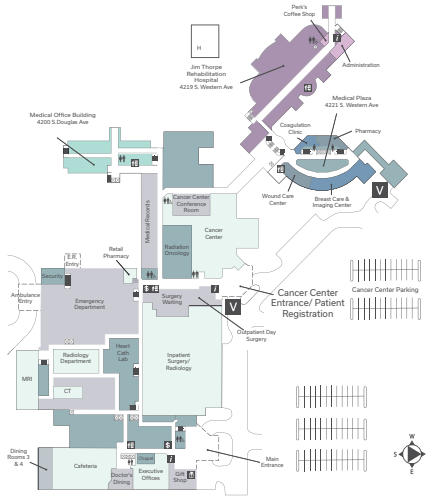 Perk's
Coffee Shop
H
Jim Thorpe
Rehabilitation
Hospital
4219 S. Western Ave
Administration
Medical Plaza
4221 S. Western Ave
Medical Office Building
4200 S.Douglas Ave
Coagulation
Clinic
Pharmacy
V
Wound Care
Center
Breast Care &
Imaging Center
Medical Records
Cancer Center
Conference
Room
Cancer
Center
Radiation
Oncology
Retail
Pharmacy
E.R.
Entry
Security
Ambulance
Entry
Emergency
Department
Surgery
Waiting
V
Cancer Center
Entrance/ Patient
Registration
Cancer Center Parking
Outpatient Day
Surgery
Radiology
Department
Heart
Cath
Lab
Inpatient
Surgery/
Radiology
MRI
CT
Dining
Rooms 3
& 4
Cafeteria
Doctor's
Dining
Chapel
Executive
Offices
Gift
Shop
Main
Entrance
W
S
N
E